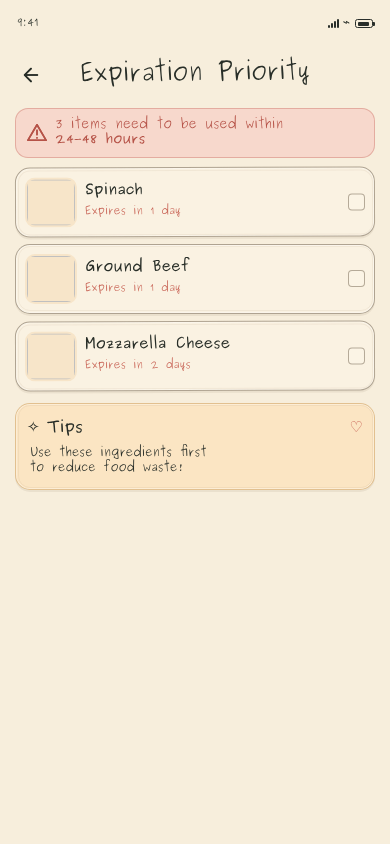 9:41
Expiration Priority
3 items need to be used within
24-48 hours
Spinach
Expires in 1 day
Ground Beef
Expires in 1 day
Mozzarella Cheese
Expires in 2 days
Tips
Use these ingredients first
to reduce food waste!